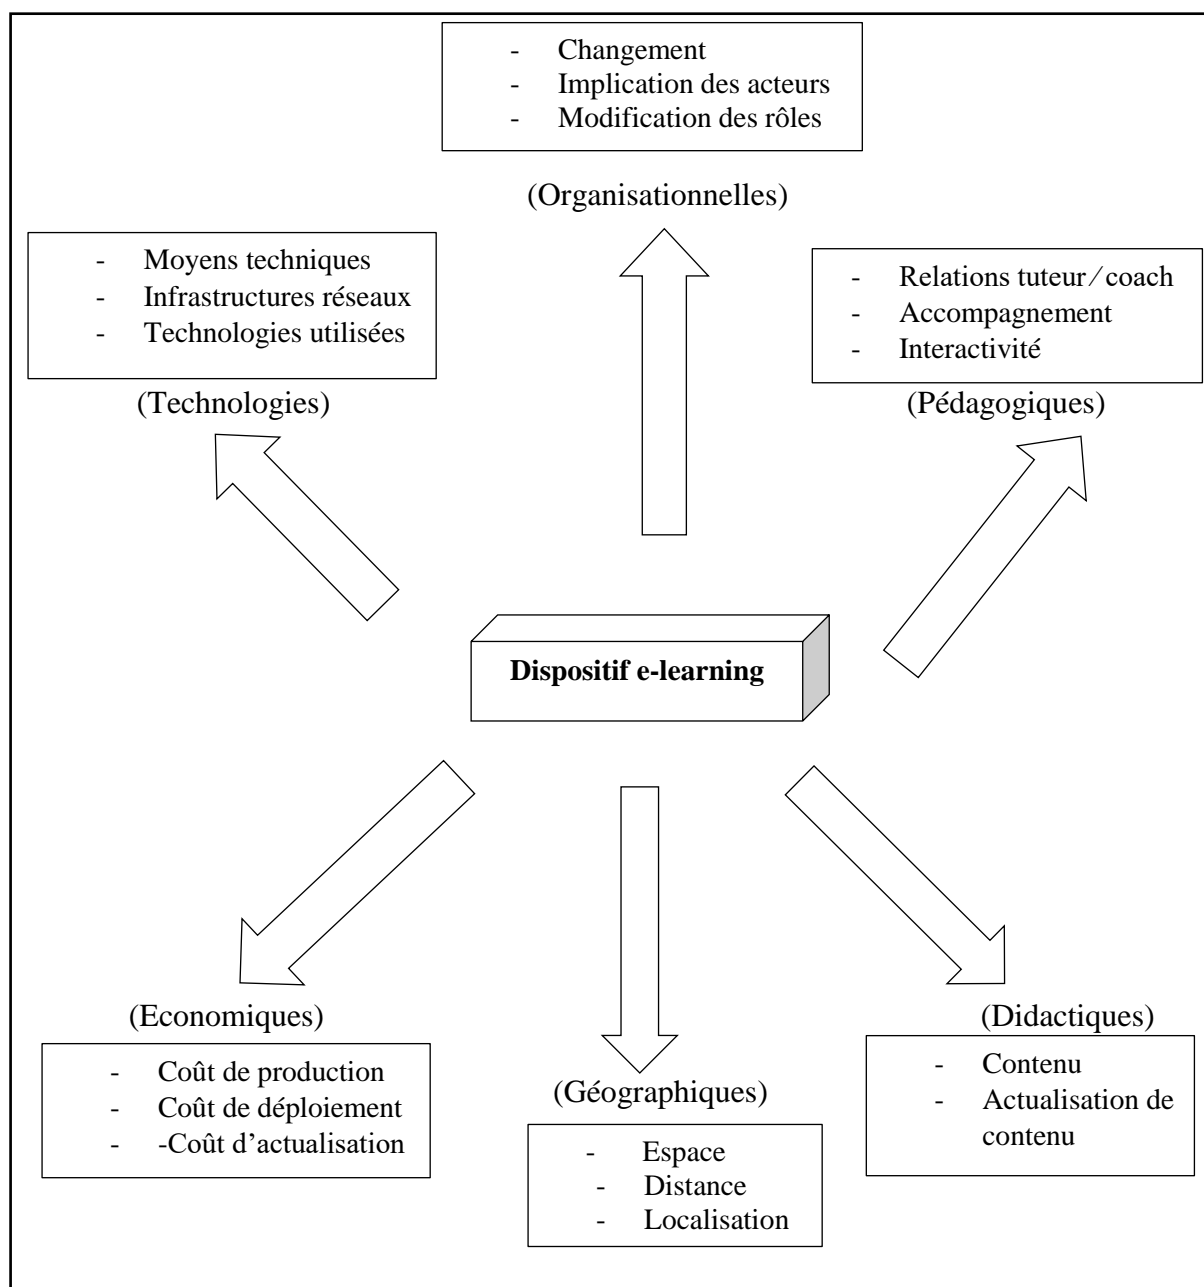 - Changement
- Implication des acteurs
- Modification des rôles
(Organisationnelles)
- Moyens techniques
- Infrastructures réseaux
- Technologies utilisées
(Technologies)
- Relations tuteur ⁄ coach
- Accompagnement
- Interactivité
(Pédagogiques)
Dispositif e-learning
(Economiques)
- Coût de production
- Coût de déploiement
- -Coût d’actualisation
(Géographiques)
- Espace
- Distance
- Localisation
(Didactiques)
- Contenu
- Actualisation de
contenu